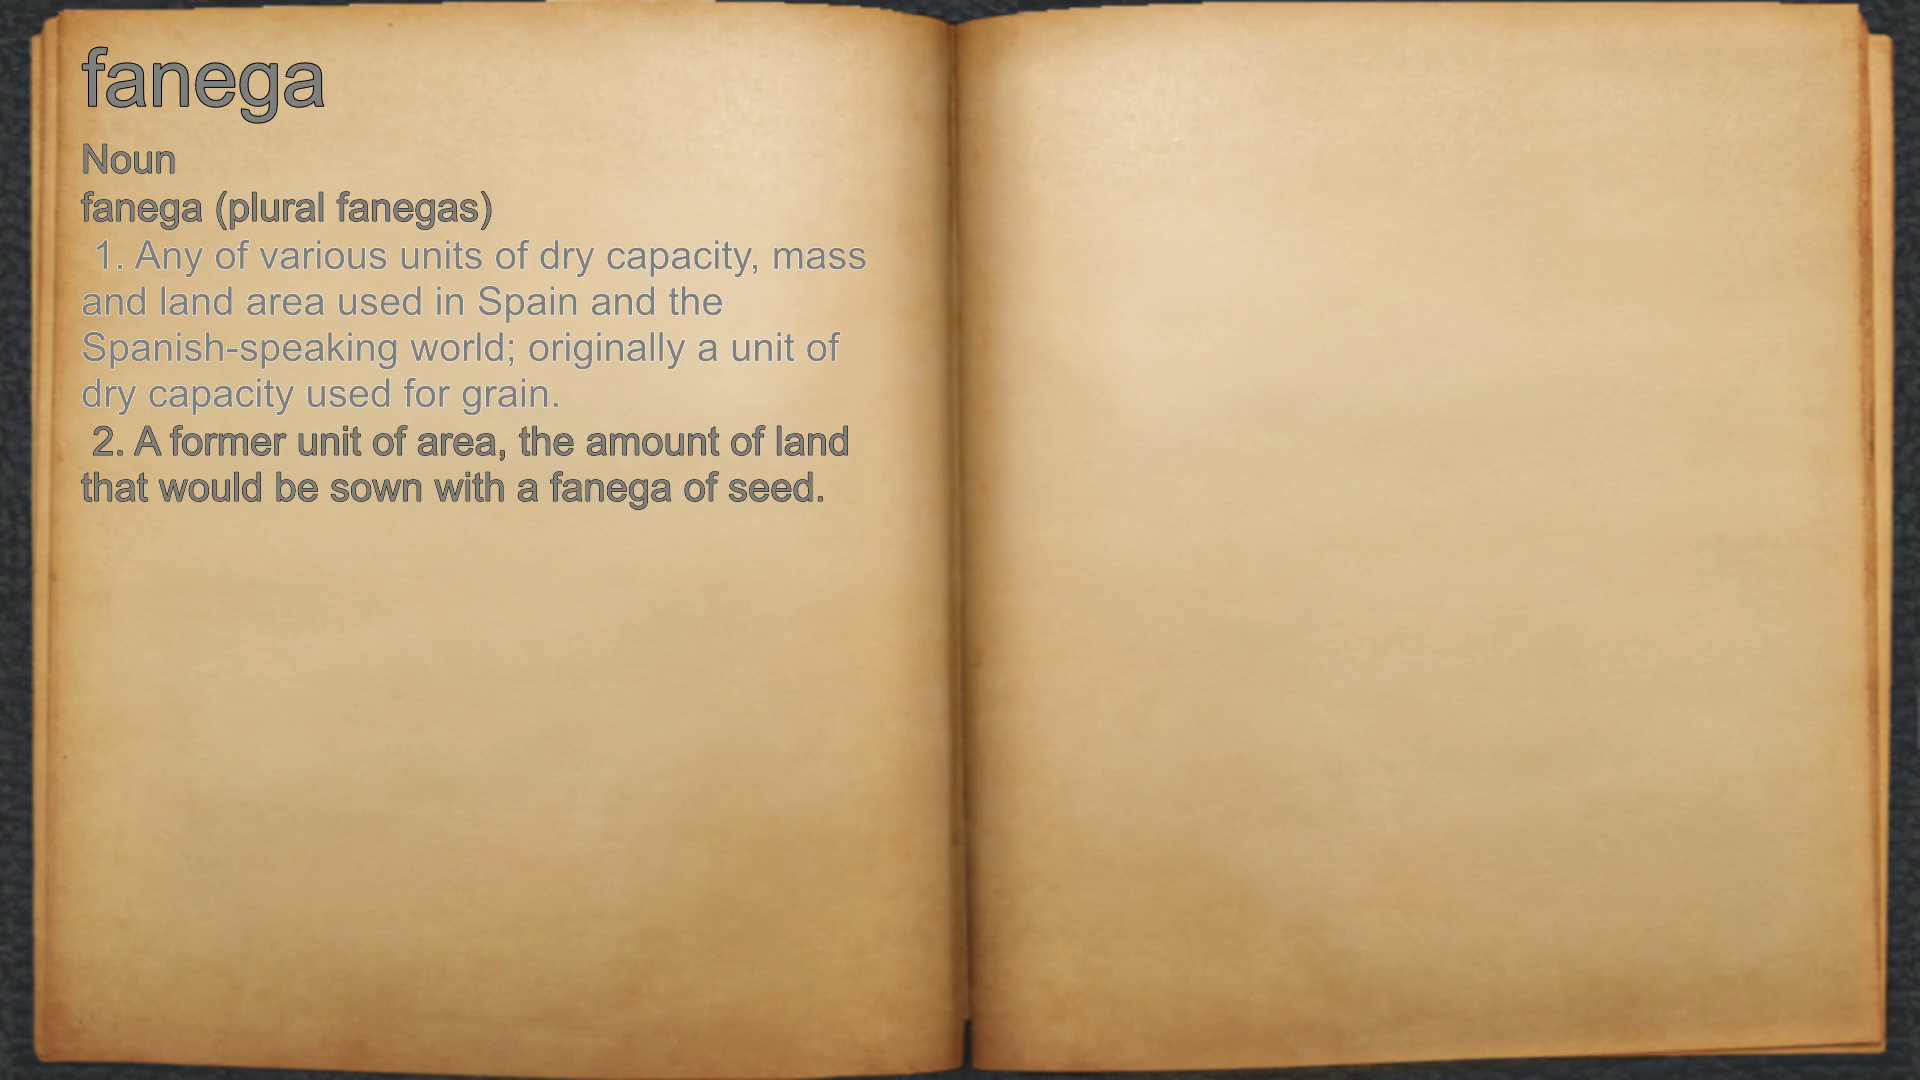 fanega
Noun
fanega (plural fanegas)
1. Any of various units of dry capacity, mass
and land area used in Spain and the
Spanish-speaking world; originally a unit of
dry capacity used for grain.
2. A former unit of area, the amount of land
that would be sown with a fanega of seed.